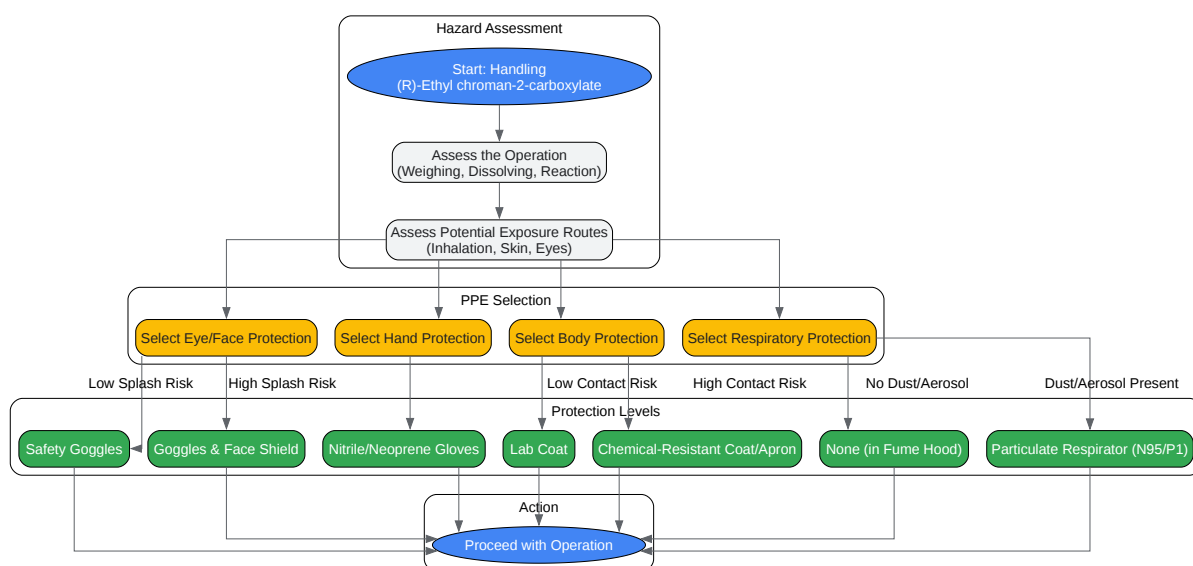 Hazard Assessment
Start: Handling
(R)-Ethyl chroman-2-carboxylate
Assess the Operation
(Weighing, Dissolving, Reaction)
Assess Potential Exposure Routes
(Inhalation, Skin, Eyes)
PPE Selection
Select Eye/Face Protection
Select Hand Protection
Select Body Protection
Select Respiratory Protection
Low Splash Risk
High Splash Risk
Low Contact Risk
High Contact Risk
No Dust/Aerosol
Dust/Aerosol Present
Protection Levels
Safety Goggles
Goggles & Face Shield
Nitrile/Neoprene Gloves
Lab Coat
Chemical-Resistant Coat/Apron
None (in Fume Hood)
Particulate Respirator (N95/P1)
Action
Proceed with Operation